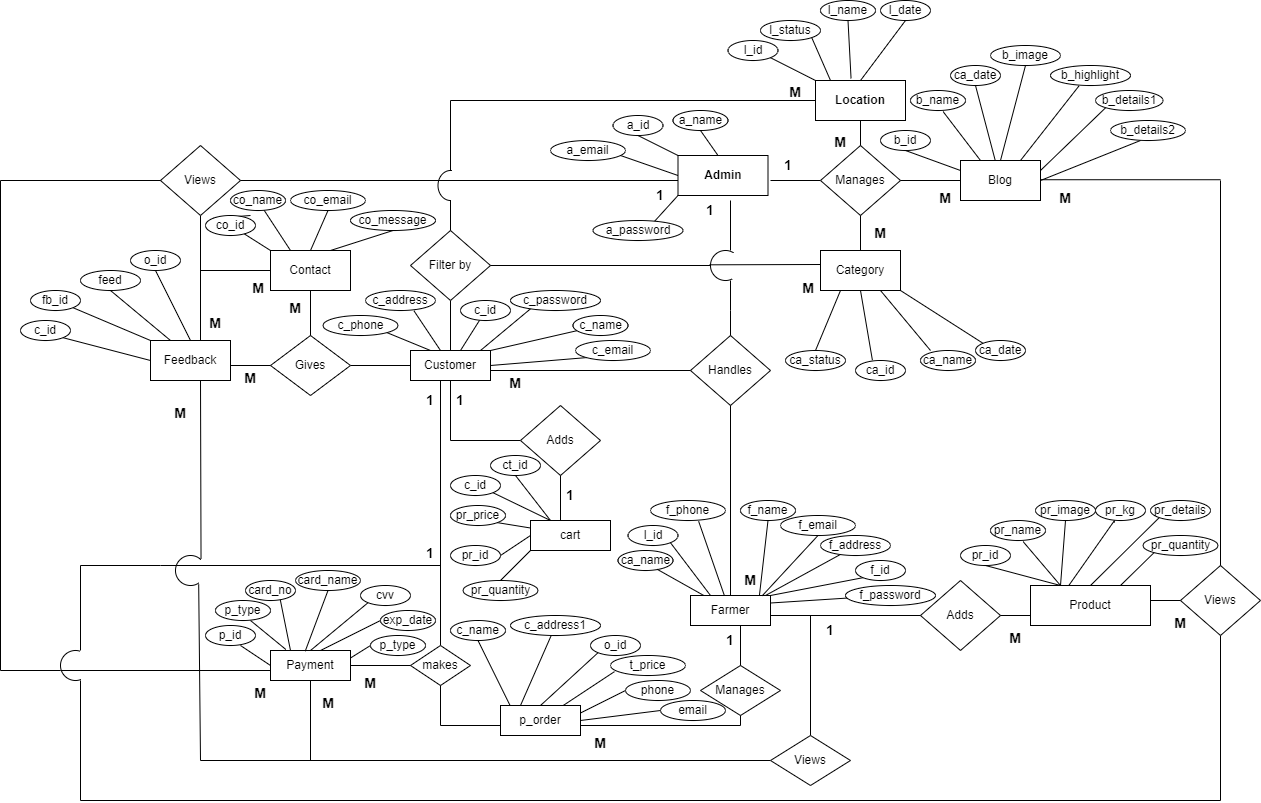 l_name
l_date
l_status
l_id
b_image
ca_date
b_highlight
b_name
b_details1
b_details2
b_id
Location
M
M
a_name
a_id
a_email
Admin
1
1
1
a_password
Manages
M
Blog
M
M
Views
co_name
co_email
co_id
co_message
Contact
M
M
Filter by
Category
M
ca_status
ca_id
ca_name
ca_date
o_id
feed
fb_id
c_id
M
Feedback
M
M
Gives
c_address
c_id
c_password
c_phone
c_name
c_email
Customer
M
1
1
Handles
Adds
1
ct_id
c_id
pr_price
pr_id
pr_quantity
cart
1
f_phone
f_name
f_email
l_id
f_address
ca_name
f_id
f_password
M
Farmer
1
1
Adds
M
pr_image
pr_kg
pr_details
pr_name
pr_id
pr_quantity
Product
M
Views
card_name
card_no
cvv
p_type
exp_date
p_id
p_type
Payment
M
M
M
makes
c_name
c_address1
o_id
t_price
phone
email
p_order
M
Manages
Views